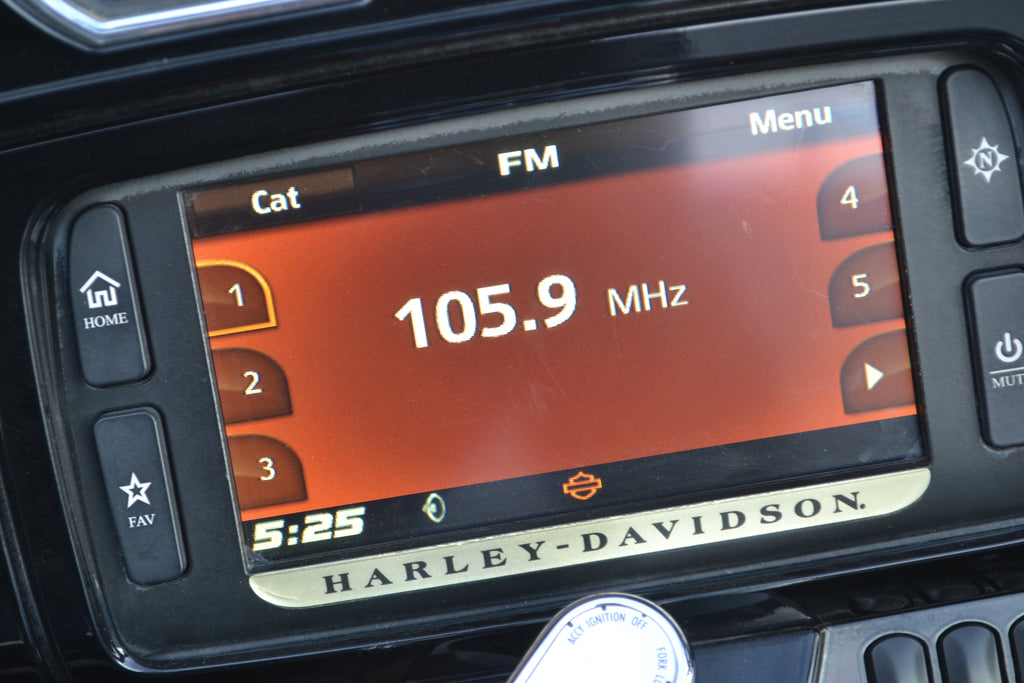 Cat
FM
Menu
1
2
3
105.9 MHz
4
5
5:25
HARLEY-DAVIDSON.
HOME
FAV
N
ACCY IGNITION OFF
FORK